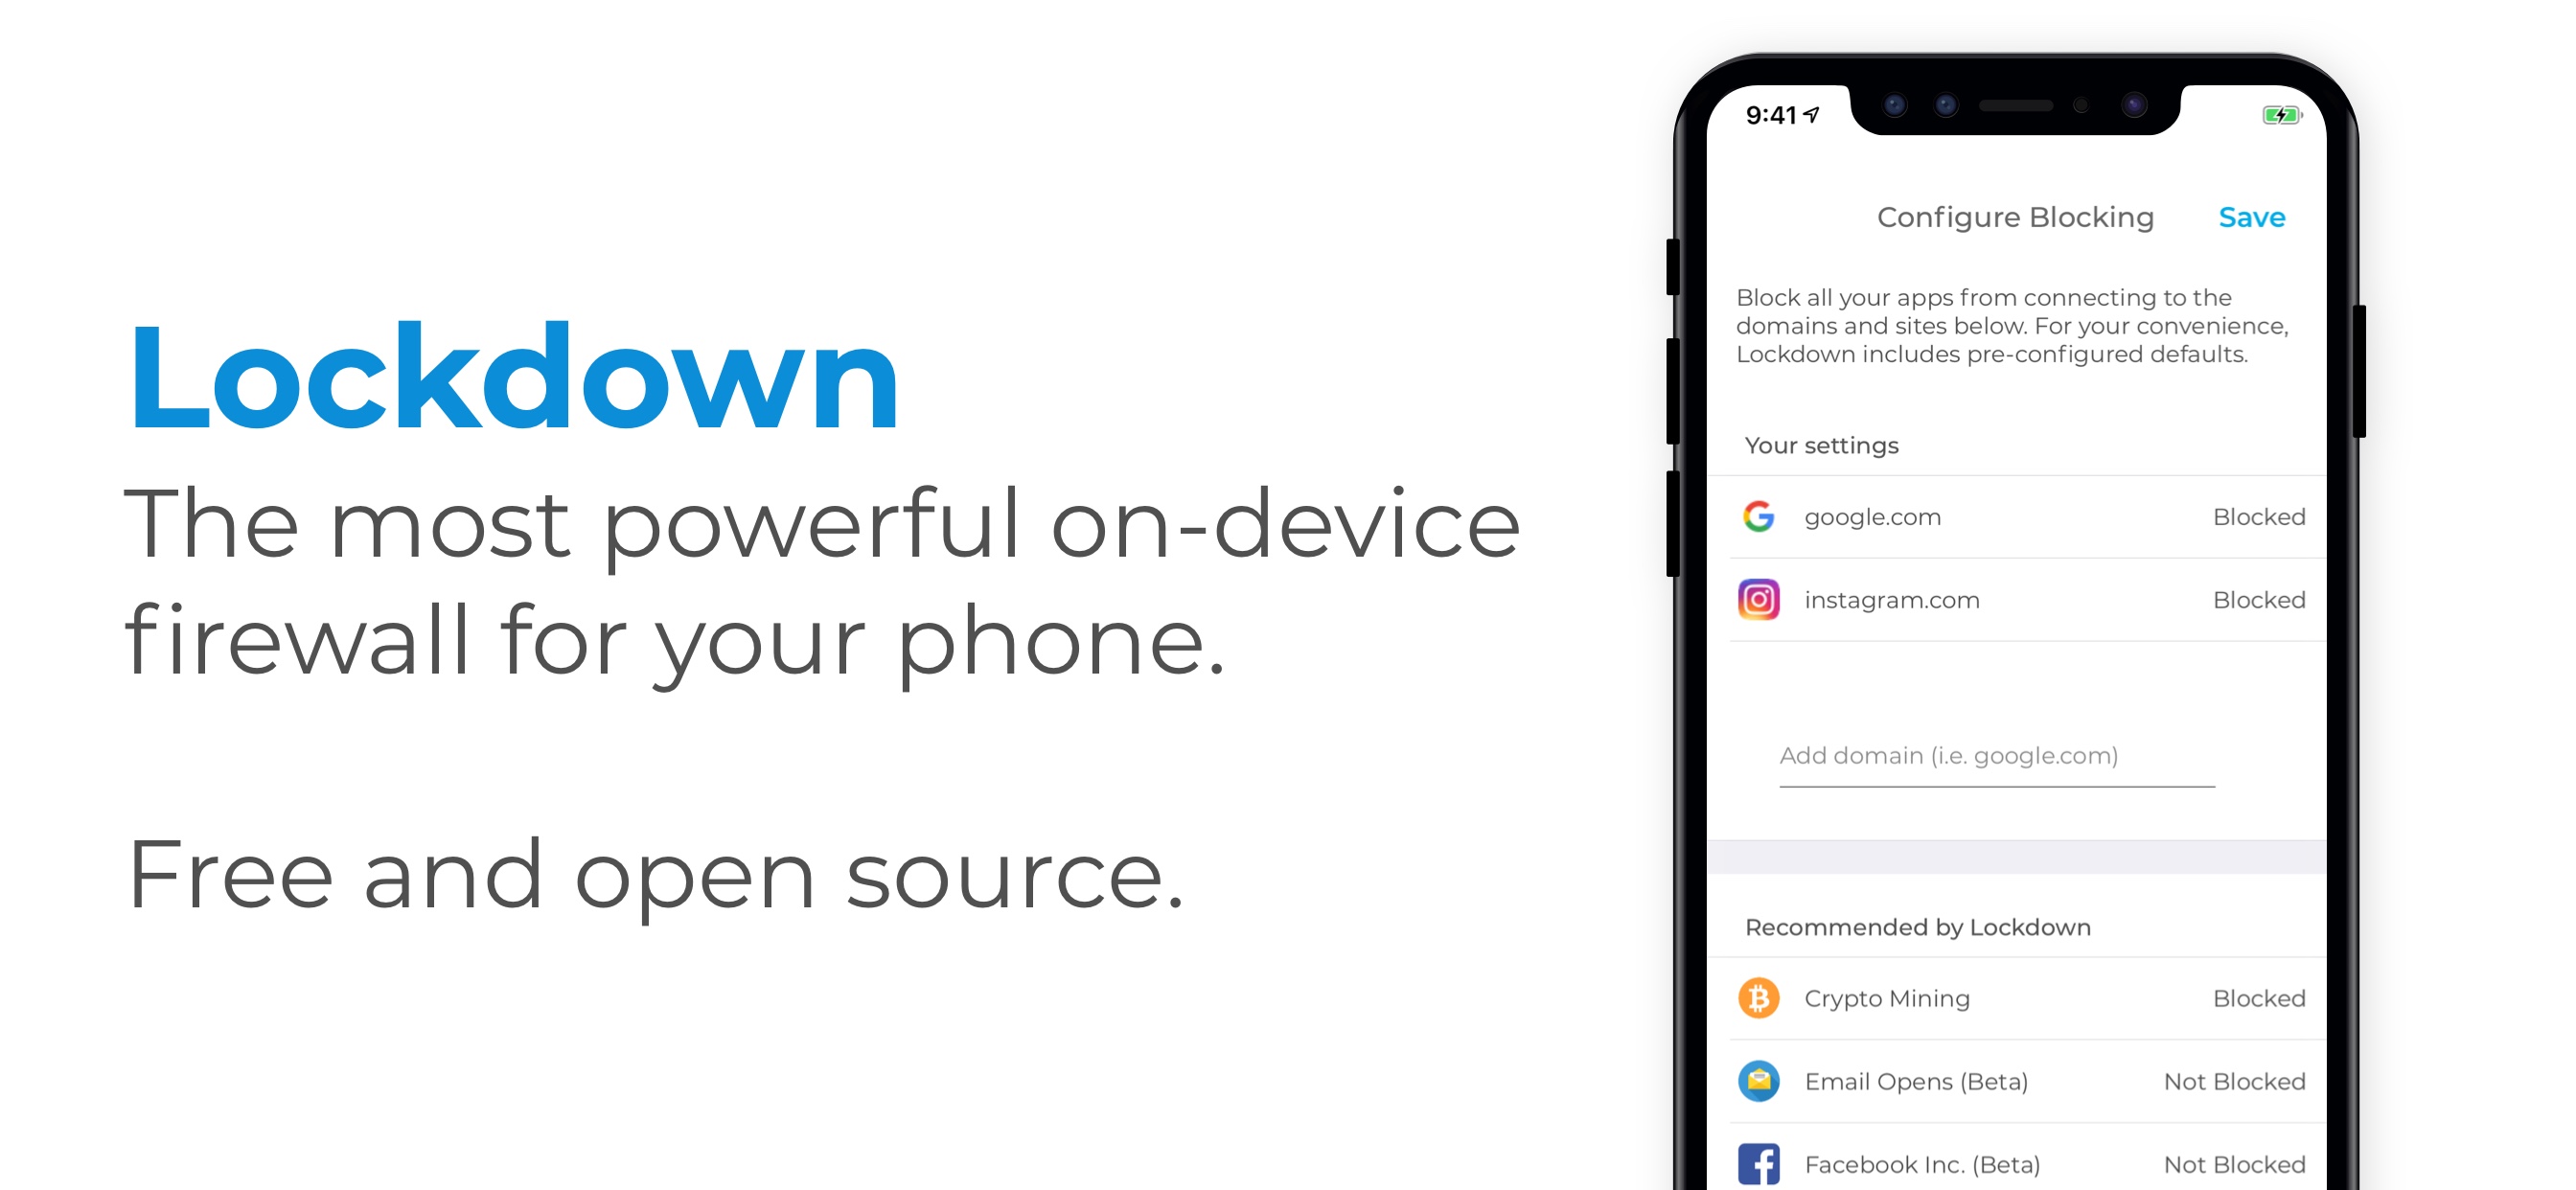 Lockdown
The most powerful on-device
firewall for your phone.
Free and open source.
9:41
Configure Blocking Save
Block all your apps from connecting to the
domains and sites below. For your convenience,
Lockdown includes pre-configured defaults.
Your settings
google.com Blocked
instagram.com Blocked
Add domain (i.e. google.com)
Recommended by Lockdown
Crypto Mining Blocked
Email Opens (Beta) Not Blocked
Facebook Inc. (Beta) Not Blocked